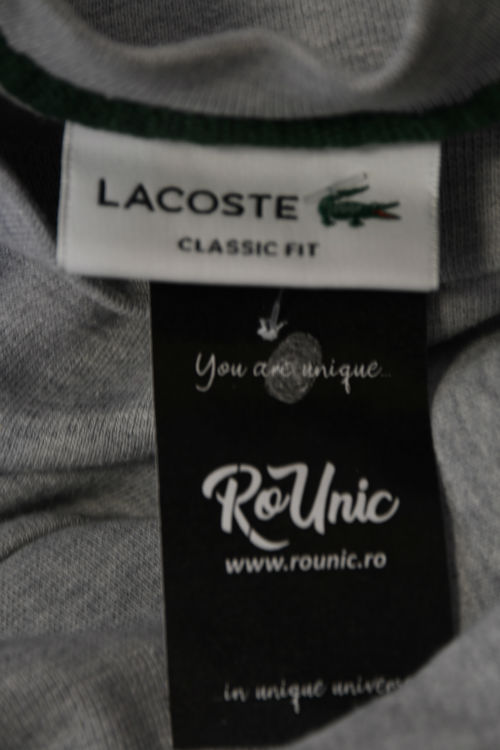 LACOSTE
CLASSIC FIT
You are unique...
RoUnic
www.rounic.ro
...in unique